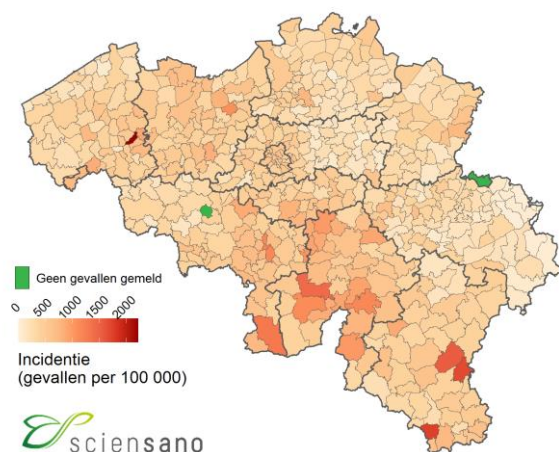 Geen gevallen gemeld
0
500
1000
1500
2000
Incidentie
(gevallen per 100 000)
sciensano